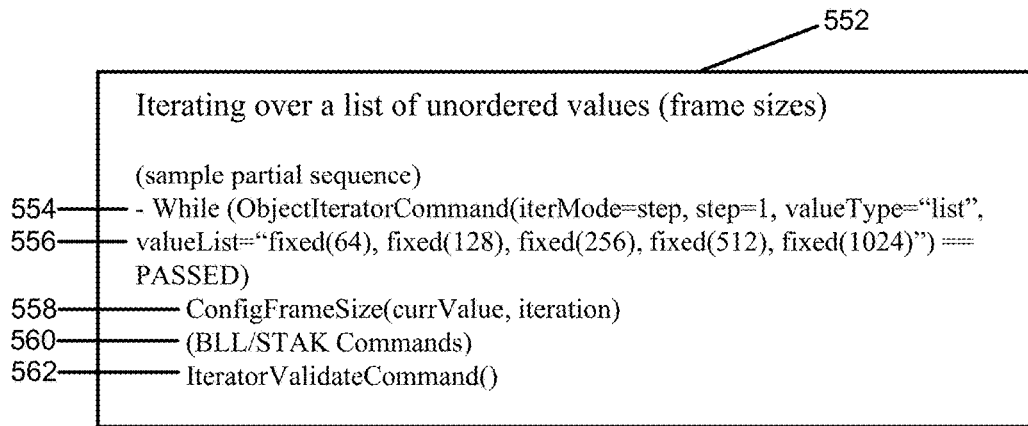 552
Iterating over a list of unordered values (frame sizes)
(sample partial sequence)
554 - While (ObjectIteratorCommand(iterMode=step, step=1, valueType=“list”,
556 valueList=“fixed(64), fixed(128), fixed(256), fixed(512), fixed(1024)”) ==
PASSED)
558 ConfigFrameSize(currValue, iteration)
560 (BLL/STAK Commands)
562 IteratorValidateCommand()